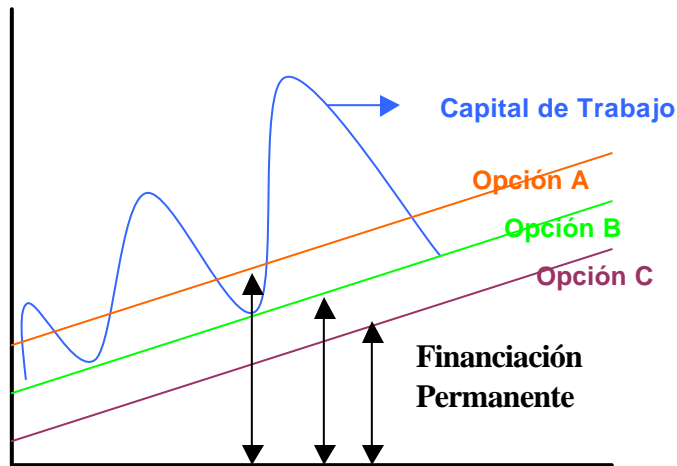 Capital de Trabajo
Opción A
Opción B
Opción C
Financiación
Permanente